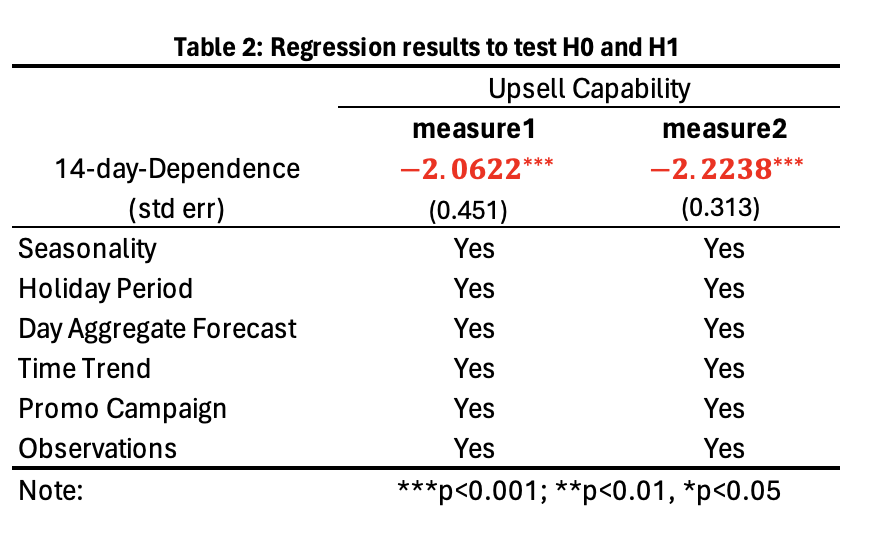 Table 2: Regression results to test H0 and H1
Upsell Capability
measure1 measure2
14-day-Dependence −2.0622*** −2.2238***
(std err) (0.451) (0.313)
Seasonality Yes Yes
Holiday Period Yes Yes
Day Aggregate Forecast Yes Yes
Time Trend Yes Yes
Promo Campaign Yes Yes
Observations Yes Yes
Note: ***p<0.001; **p<0.01, *p<0.05